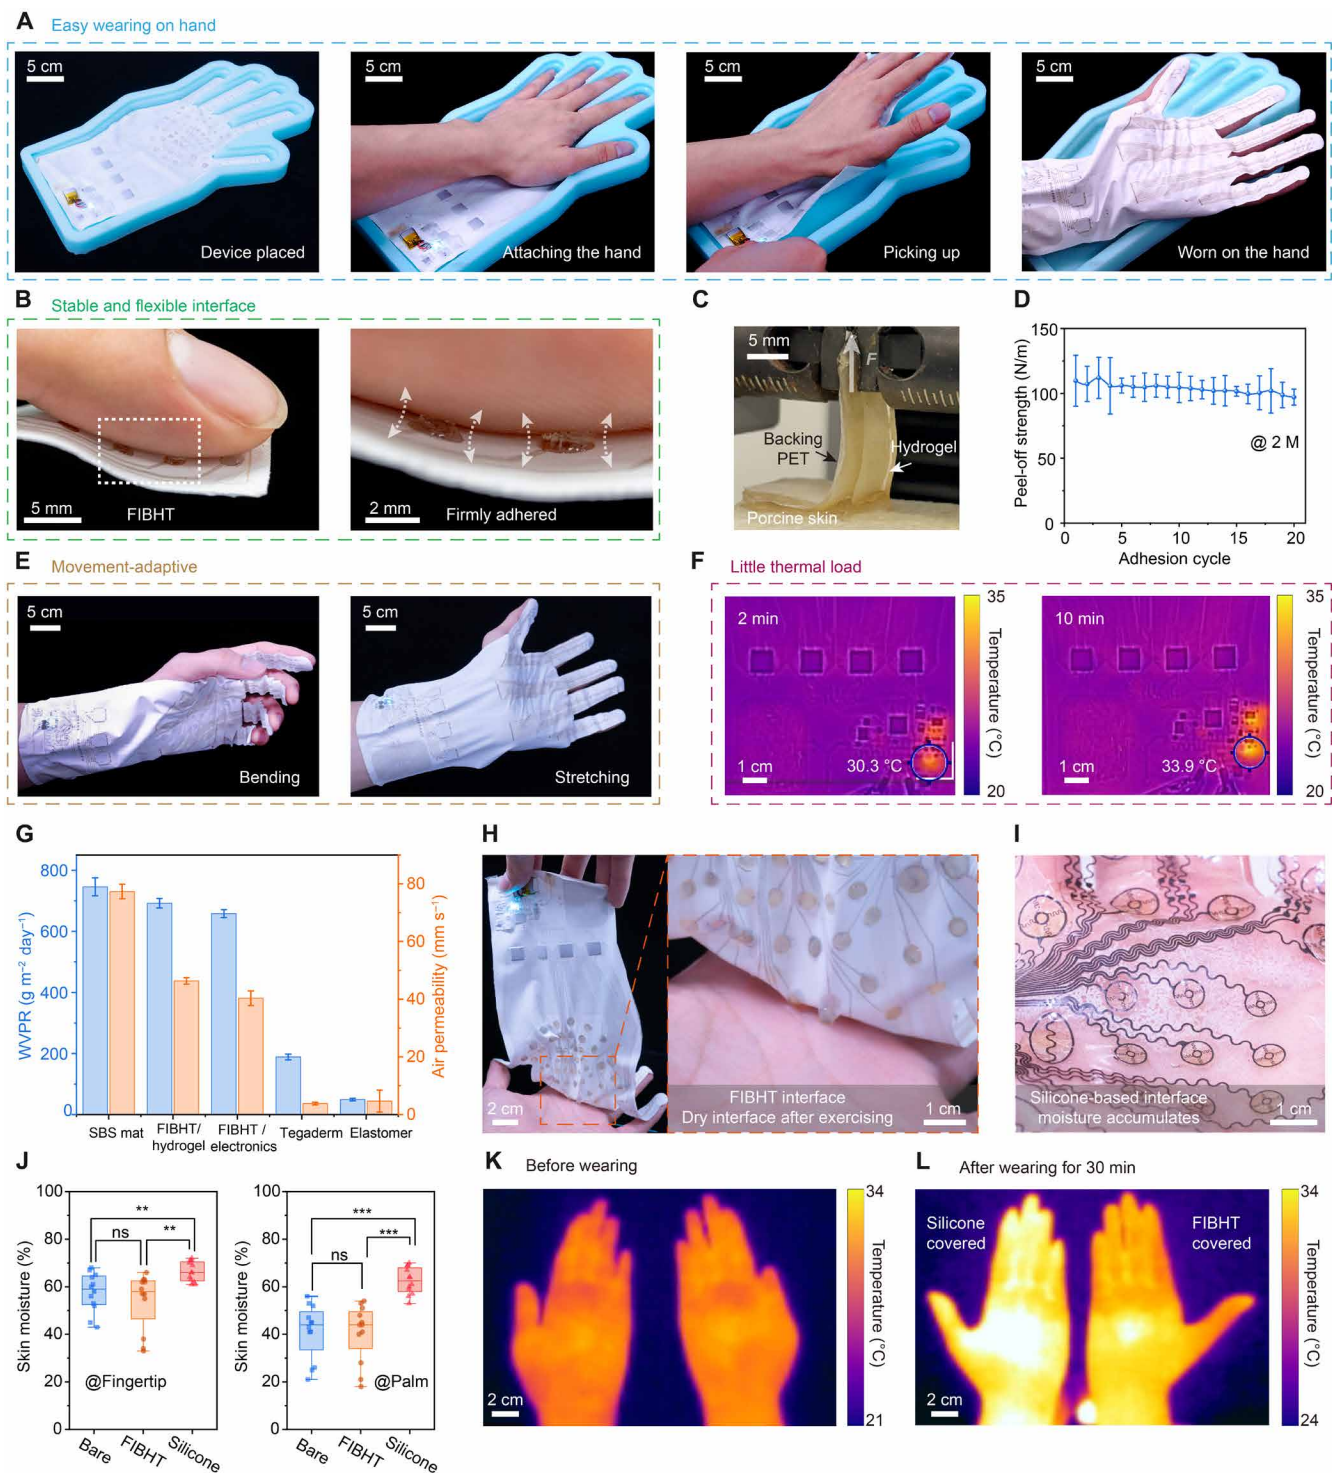 A Easy wearing on hand
5 cm 5 cm 5 cm 5 cm
Device placed Attaching the hand Picking up Worn on the hand
B Stable and flexible interface
5 mm FIBHT
2 mm Firmly adhered
C
5 mm
F
Backing
PET
Hydrogel
Porcine skin
D
Peel-off strength (N/m)
150
100
50
0
@ 2 M
0 5 10 15 20
Adhesion cycle
E Movement-adaptive
5 cm 5 cm
Bending Stretching
F Little thermal load
2 min
30.3 °C
1 cm
35
Temperature (°C)
20
10 min
33.9 °C
1 cm
35
Temperature (°C)
20
G
WVPR (g m⁻² day⁻¹)
800
600
400
200
0
80
60
40
20
0
Air permeability (mm s⁻¹)
SBS mat
FIBHT/
hydrogel
FIBHT /
electronics
Tegaderm
Elastomer
H
2 cm
FIBHT interface
Dry interface after exercising
1 cm
I
Silicone-based interface
moisture accumulates
1 cm
J
Skin moisture (%)
100
80
60
40
20
0
**
ns
**
@Fingertip
Bare FIBHT Silicone
Skin moisture (%)
100
80
60
40
20
0
***
ns
***
@Palm
Bare FIBHT Silicone
K Before wearing
2 cm
34
Temperature (°C)
21
L After wearing for 30 min
Silicone
covered
FIBHT
covered
2 cm
34
Temperature (°C)
24